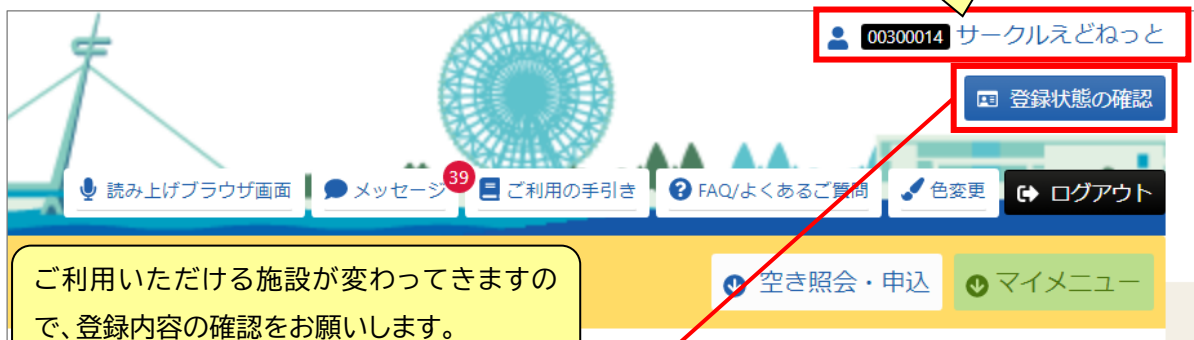 00300014 サークルえどねっと
登録状態の確認
読み上げブラウザ画面 メッセージ 39 ご利用の手引き FAQ/よくあるご質問 色変更 ログアウト
空き照会・申込 マイメニュー
ご利用いただける施設が変わってきますの
で、登録内容の確認をお願いします。